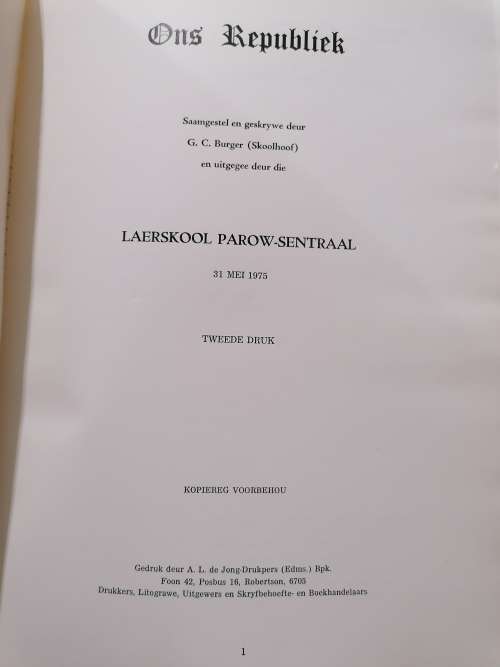 Ons Republiek
Saamgestel en geskrywe deur
G. C. Burger (Skoolhoof)
en uitgegee deur die
LAERSKOOL PAROW-SENTRAAL
31 MEI 1975
TWEEDE DRUK
KOPIEREG VOORBEHOU
Gedruk deur A. L. de Jong-Drukpers (Edms.) Bpk.
Foon 42, Posbus 16, Robertson, 6705
Drukkers, Litograwe, Uitgewers en Skryfbehoefte- en Boekhandelaars
1